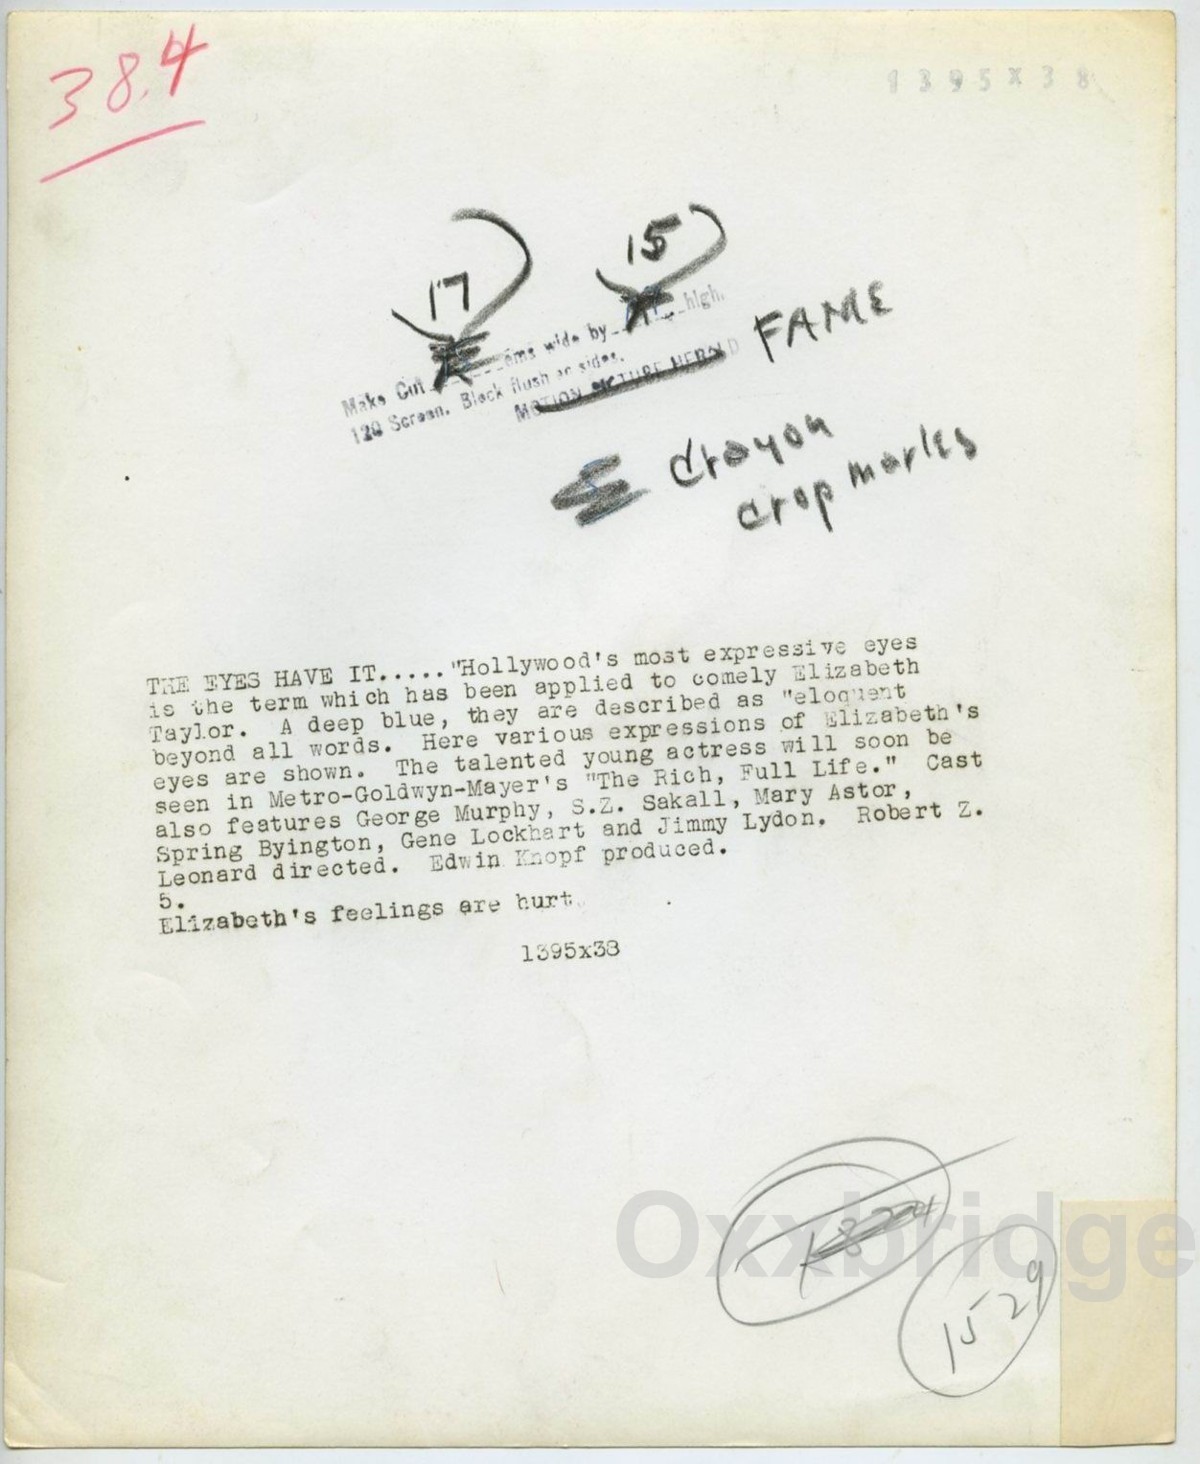 38.4
1395x38
17
15
Make Cut ems wide by high.
120 Screen. Block flush on sides.
MOTION PICTURE HERALD
FAME
Crayon
crop marks
THE EYES HAVE IT....."Hollywood's most expressive eyes
is the term which has been applied to comely Elizabeth
Taylor. A deep blue, they are described as "eloquent
beyond all words. Here various expressions of Elizabeth's
eyes are shown. The talented young actress will soon be
seen in Metro-Goldwyn-Mayer's "The Rich, Full Life." Cast
also features George Murphy, S.Z. Sakall, Mary Astor,
Spring Byington, Gene Lockhart and Jimmy Lydon. Robert Z.
Leonard directed. Edwin Knopf produced.
5.
Elizabeth's feelings are hurt.
1395x38
Oxxbridge
1529